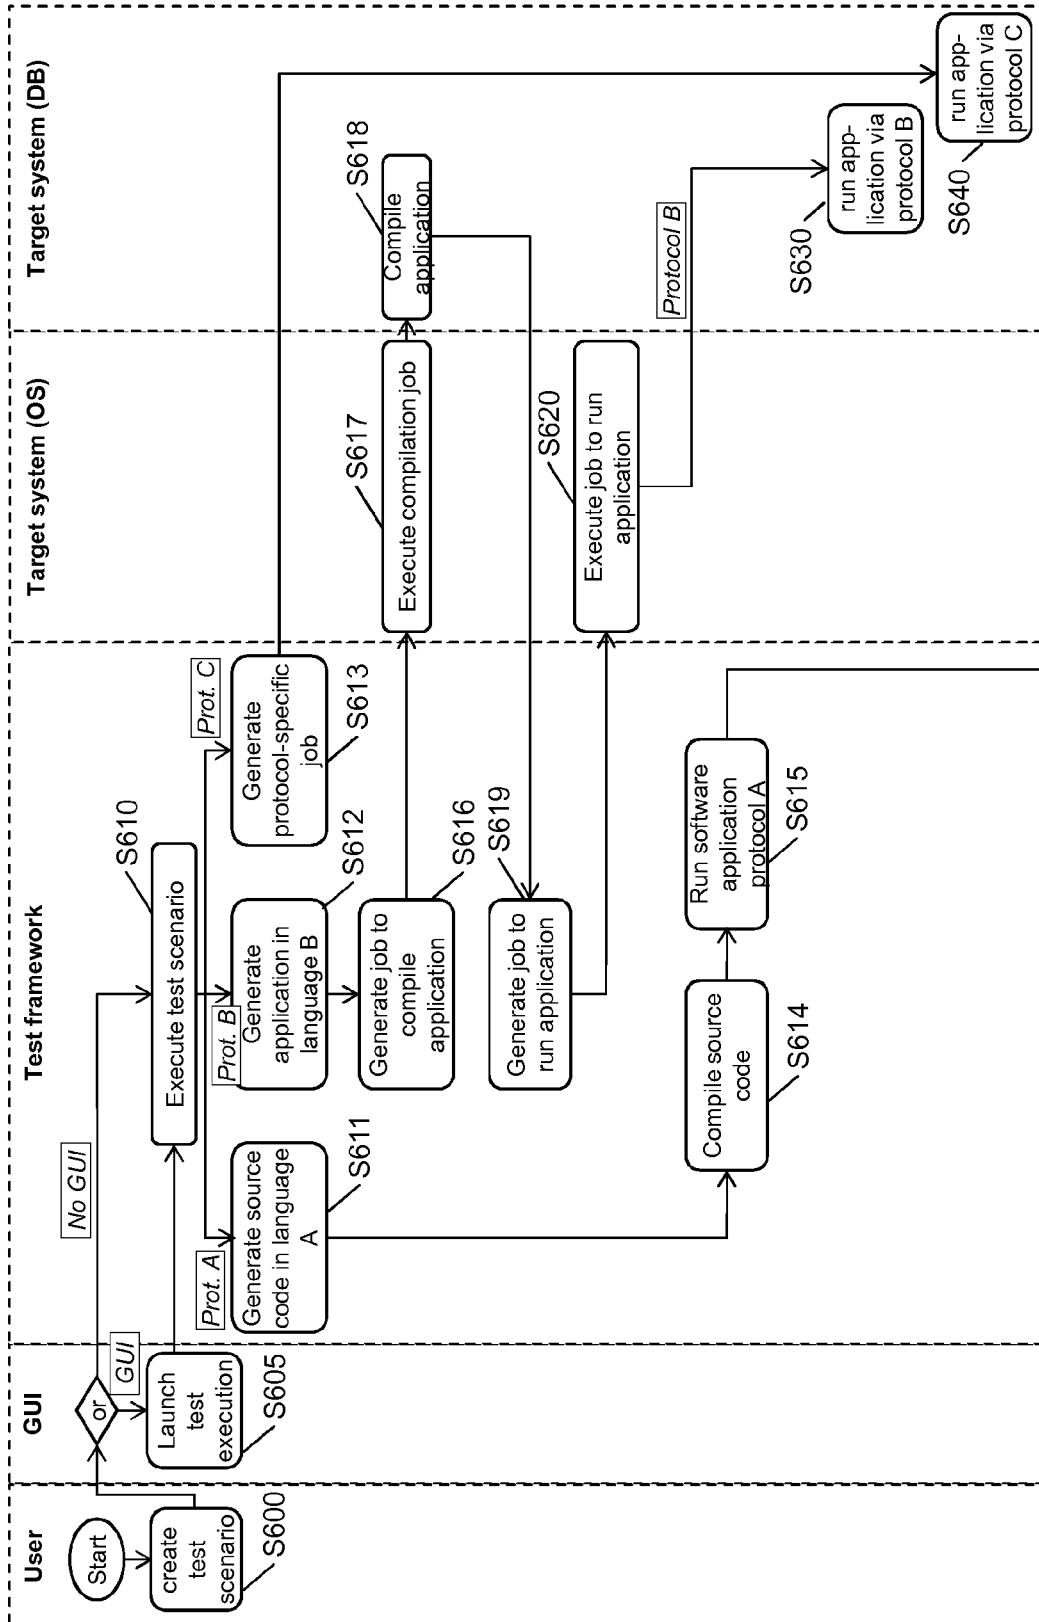 User
GUI
Test framework
Target system (OS)
Target system (DB)
Start
create
test
scenario
S600
or
No GUI
GUI
Launch
test
execution
S605
Execute test scenario
S610
Prot. A
Generate source
code in language
A
S611
Prot. B
Generate
application in
language B
S612
Prot. C
Generate
protocol-specific
job
S613
Generate job to
compile
application
S616
Execute compilation job
S617
Compile
application
S618
Generate job to
run application
S619
Execute job to run
application
S620
Protocol B
Compile source
code
S614
Run software
application
protocol A
S615
run app-
lication via
protocol B
S630
run app-
lication via
protocol C
S640